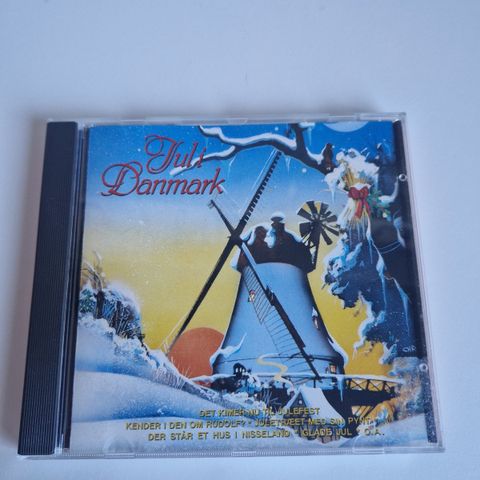 Jul i
Danmark
DET KIMER NU TIL JULEFEST
KENDER I DEN OM RUDOLF? · JULETRÆET MED SIN PYNT
DER STÅR ET HUS I NISSELAND · GLADE JUL · O.A.